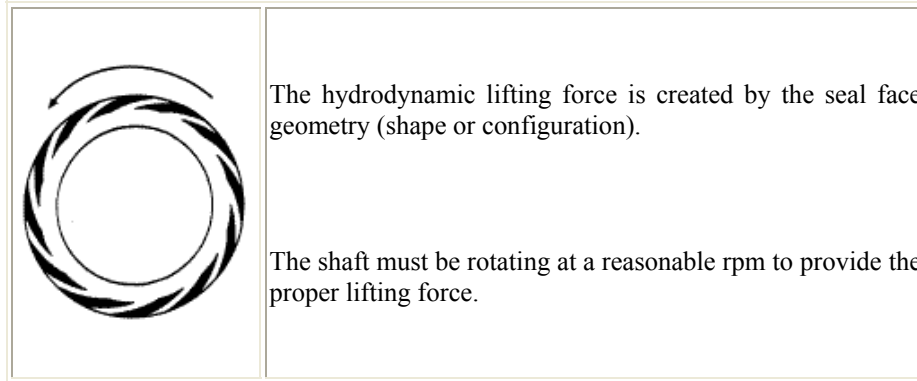 The hydrodynamic lifting force is created by the seal face
geometry (shape or configuration).
The shaft must be rotating at a reasonable rpm to provide the
proper lifting force.